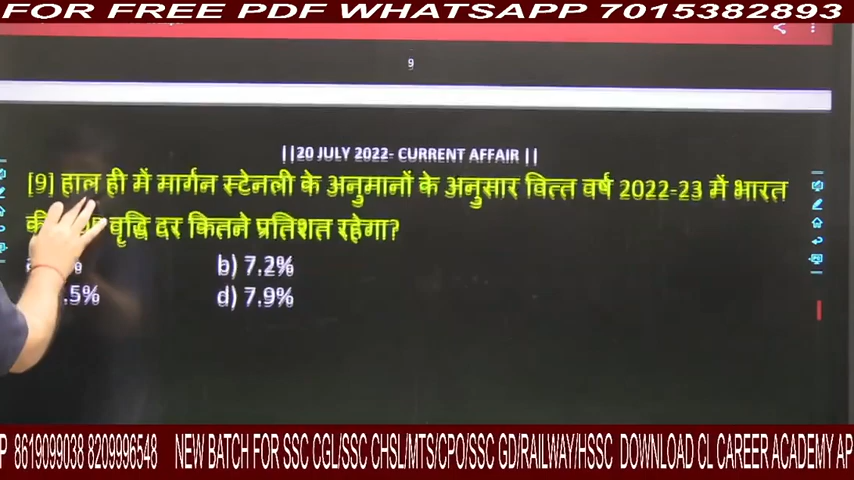 FOR FREE PDF WHATSAPP 7015382893
9
||20 JULY 2022- CURRENT AFFAIR ||
[9] हाल ही में मार्गन स्टेनली के अनुमानों के अनुसार वित्त वर्ष 2022-23 में भारत
की वृद्धि दर कितने प्रतिशत रहेगा?
% b) 7.2%
.5% d) 7.9%
P 8619099038 8209996548 NEW BATCH FOR SSC CGL/SSC CHSL/MTS/CPO/SSC GD/RAILWAY/HSSC DOWNLOAD CL CAREER ACADEMY AP